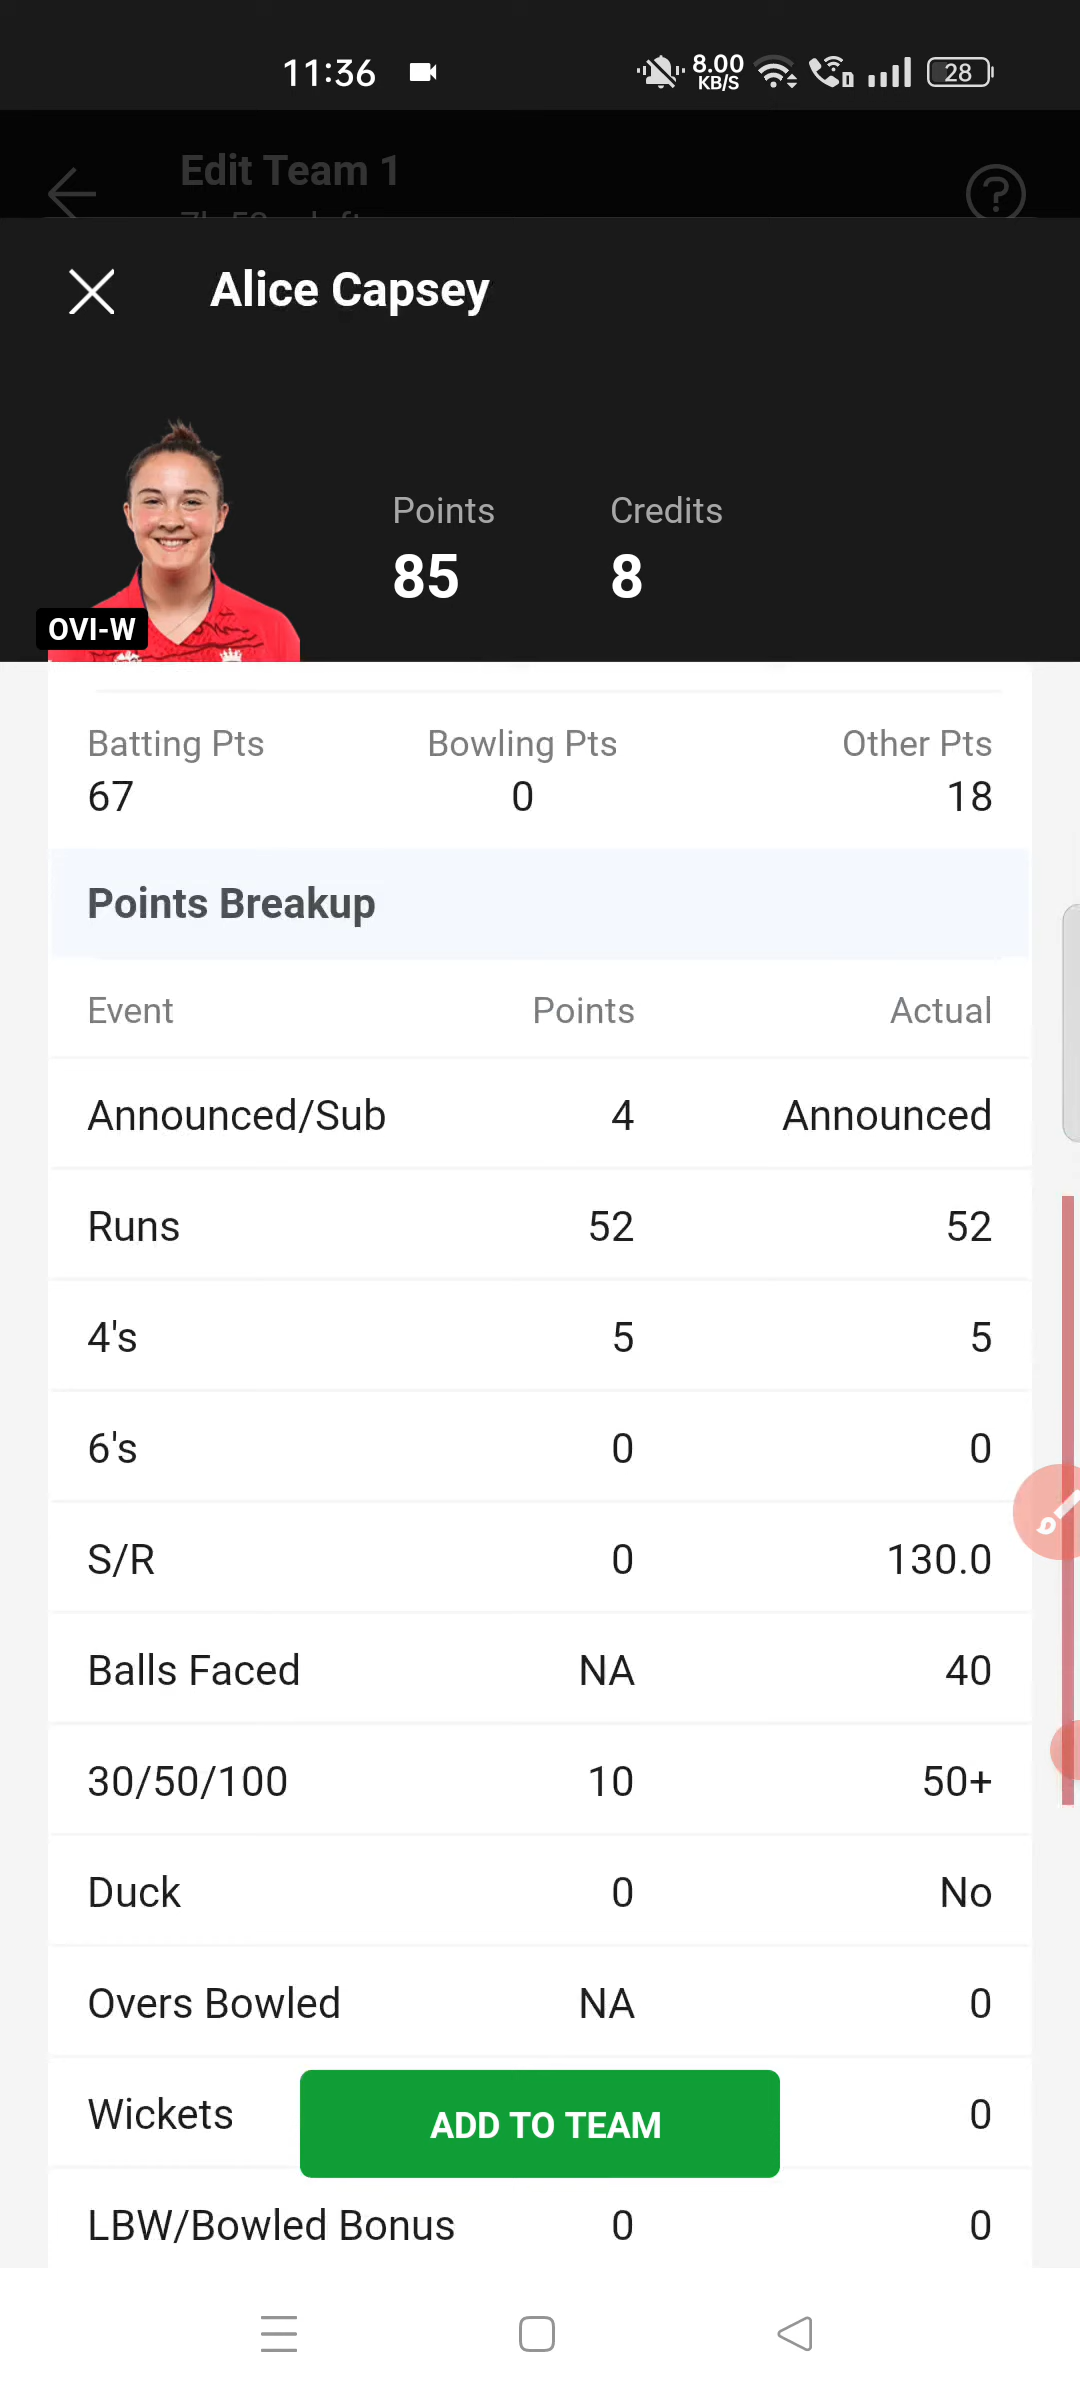 11:36
8.00
KB/S
28
Edit Team 1
Alice Capsey
Points
Credits
85
8
OVI-W
Batting Pts
Bowling Pts
Other Pts
67
0
18
Points Breakup
Event Points Actual
Announced/Sub 4 Announced
Runs 52 52
4's 5 5
6's 0 0
S/R 0 130.0
Balls Faced NA 40
30/50/100 10 50+
Duck 0 No
Overs Bowled NA 0
Wickets 0
ADD TO TEAM
LBW/Bowled Bonus 0 0